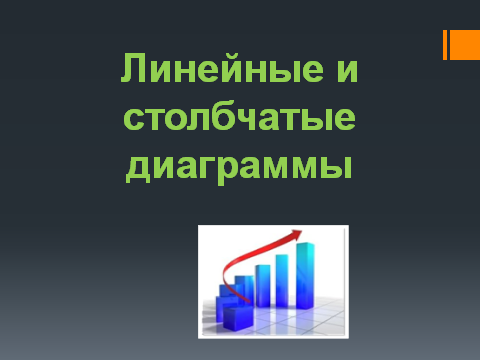 Линейные и
столбчатые
диаграммы